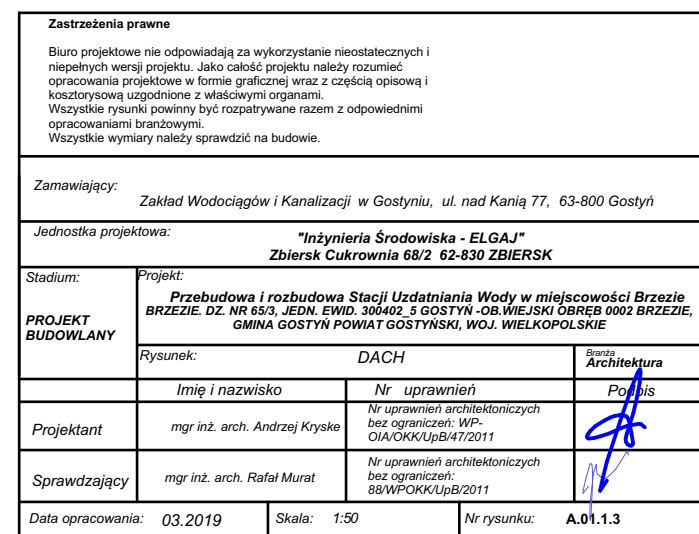 Zastrzeżenia prawne
Biuro projektowe nie odpowiadają za wykorzystanie nieostatecznych i
niepełnych wersji projektu. Jako całość projektu należy rozumieć
opracowania projektowe w formie graficznej wraz z częścią opisową i
kosztorysową uzgodnione z właściwymi organami.
Wszystkie rysunki powinny być rozpatrywane razem z odpowiednimi
opracowaniami branżowymi.
Wszystkie wymiary należy sprawdzić na budowie.
Zamawiający:
Zakład Wodociągów i Kanalizacji w Gostyniu, ul. nad Kanią 77, 63-800 Gostyń
Jednostka projektowa:
"Inżynieria Środowiska - ELGAJ"
Zbiersk Cukrownia 68/2 62-830 ZBIERSK
Stadium:
PROJEKT
BUDOWLANY
Projekt:
Przebudowa i rozbudowa Stacji Uzdatniania Wody w miejscowości Brzezie
BRZEZIE. DZ. NR 65/3, JEDN. EWID. 300402_5 GOSTYŃ -OB.WIEJSKI OBRĘB 0002 BRZEZIE,
GMINA GOSTYŃ POWIAT GOSTYŃSKI, WOJ. WIELKOPOLSKIE
Rysunek: DACH
Branża
Architektura
Imię i nazwisko Nr uprawnień Podpis
Projektant
mgr inż. arch. Andrzej Kryske
Nr uprawnień architektoniczych
bez ograniczeń: WP-
OIA/OKK/UpB/47/2011
Sprawdzający
mgr inż. arch. Rafał Murat
Nr uprawnień architektoniczych
bez ograniczeń:
88/WPOKK/UpB/2011
Data opracowania: 03.2019 Skala: 1:50 Nr rysunku: A.01.1.3